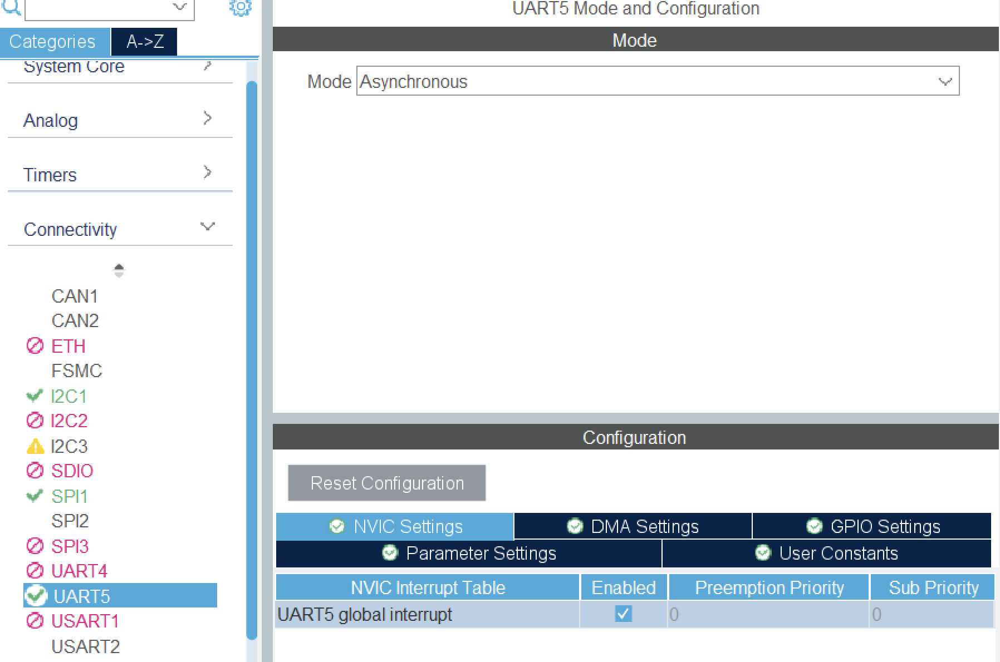 UART5 Mode and Configuration
Categories A->Z
Mode
System Core
Mode Asynchronous
Analog
Timers
Connectivity
CAN1
CAN2
ETH
FSMC
I2C1
I2C2
I2C3
SDIO
SPI1
SPI2
SPI3
UART4
UART5
USART1
USART2
Configuration
Reset Configuration
NVIC Settings DMA Settings GPIO Settings
Parameter Settings User Constants
NVIC Interrupt Table Enabled Preemption Priority Sub Priority
UART5 global interrupt 0 0